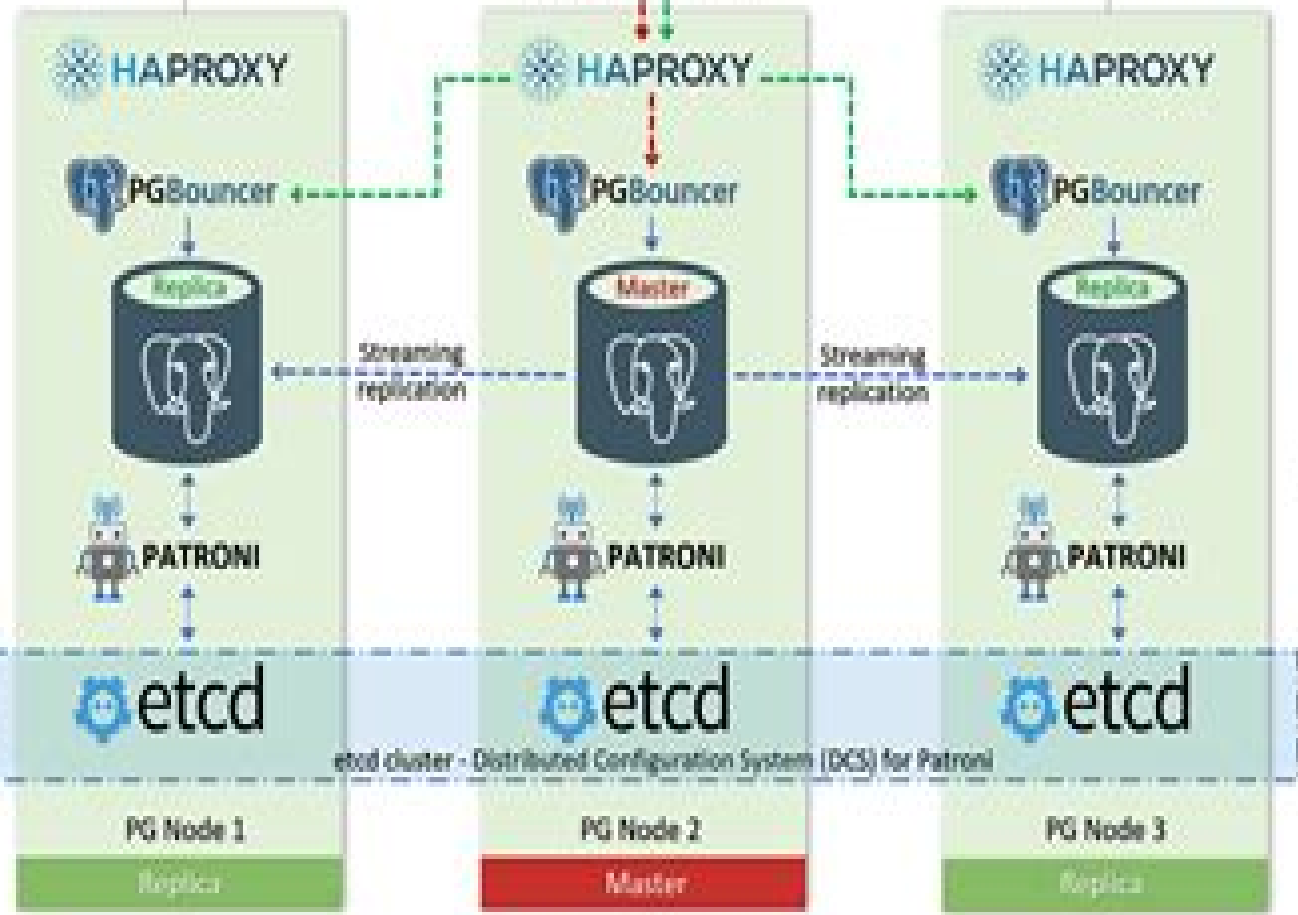 HAPROXY
HAPROXY
HAPROXY
PGBouncer
PGBouncer
PGBouncer
Replica
Master
Replica
Streaming
replication
Streaming
replication
PATRONI
PATRONI
PATRONI
etcd
etcd
etcd
etcd cluster - Distributed Configuration System (DCS) for Patroni
PG Node 1
PG Node 2
PG Node 3
Replica
Master
Replica